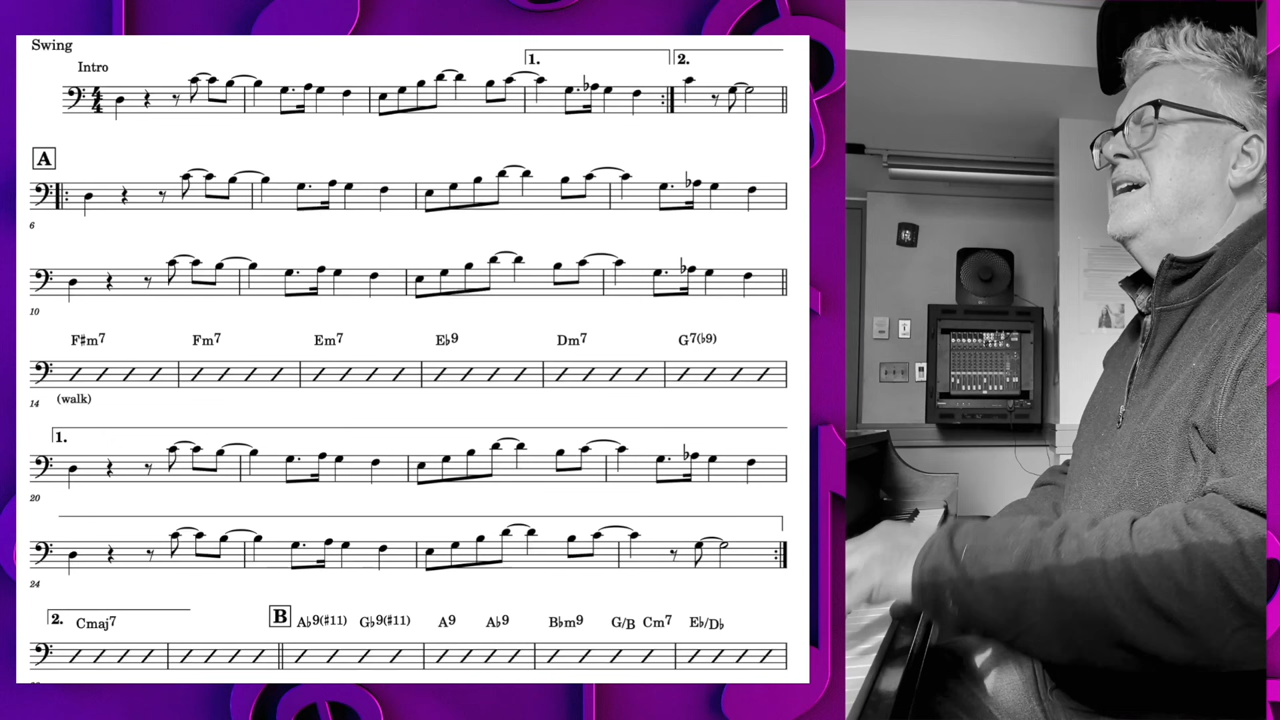 Swing
Intro
1. 2.
A
6
10
F♯m7 Fm7 Em7 E♭9 Dm7 G7(♭9)
14 (walk)
1.
20
24
2. Cmaj7 B A♭9(♯11) G♭9(♯11) A9 A♭9 B♭m9 G/B Cm7 E♭/D♭